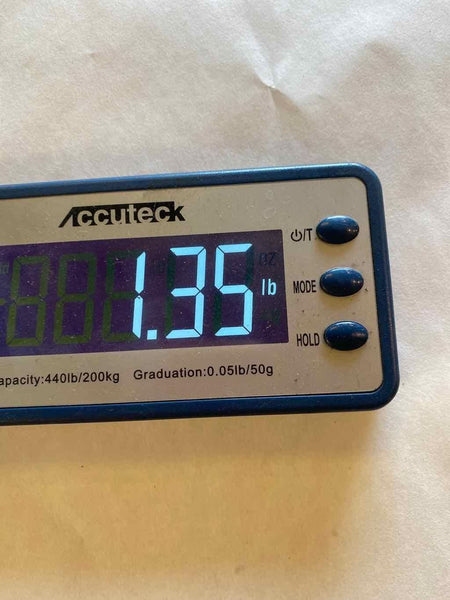 Accuteck
⏻/T
1.35 lb
oz
MODE
HOLD
apacity:440lb/200kg Graduation:0.05lb/50g